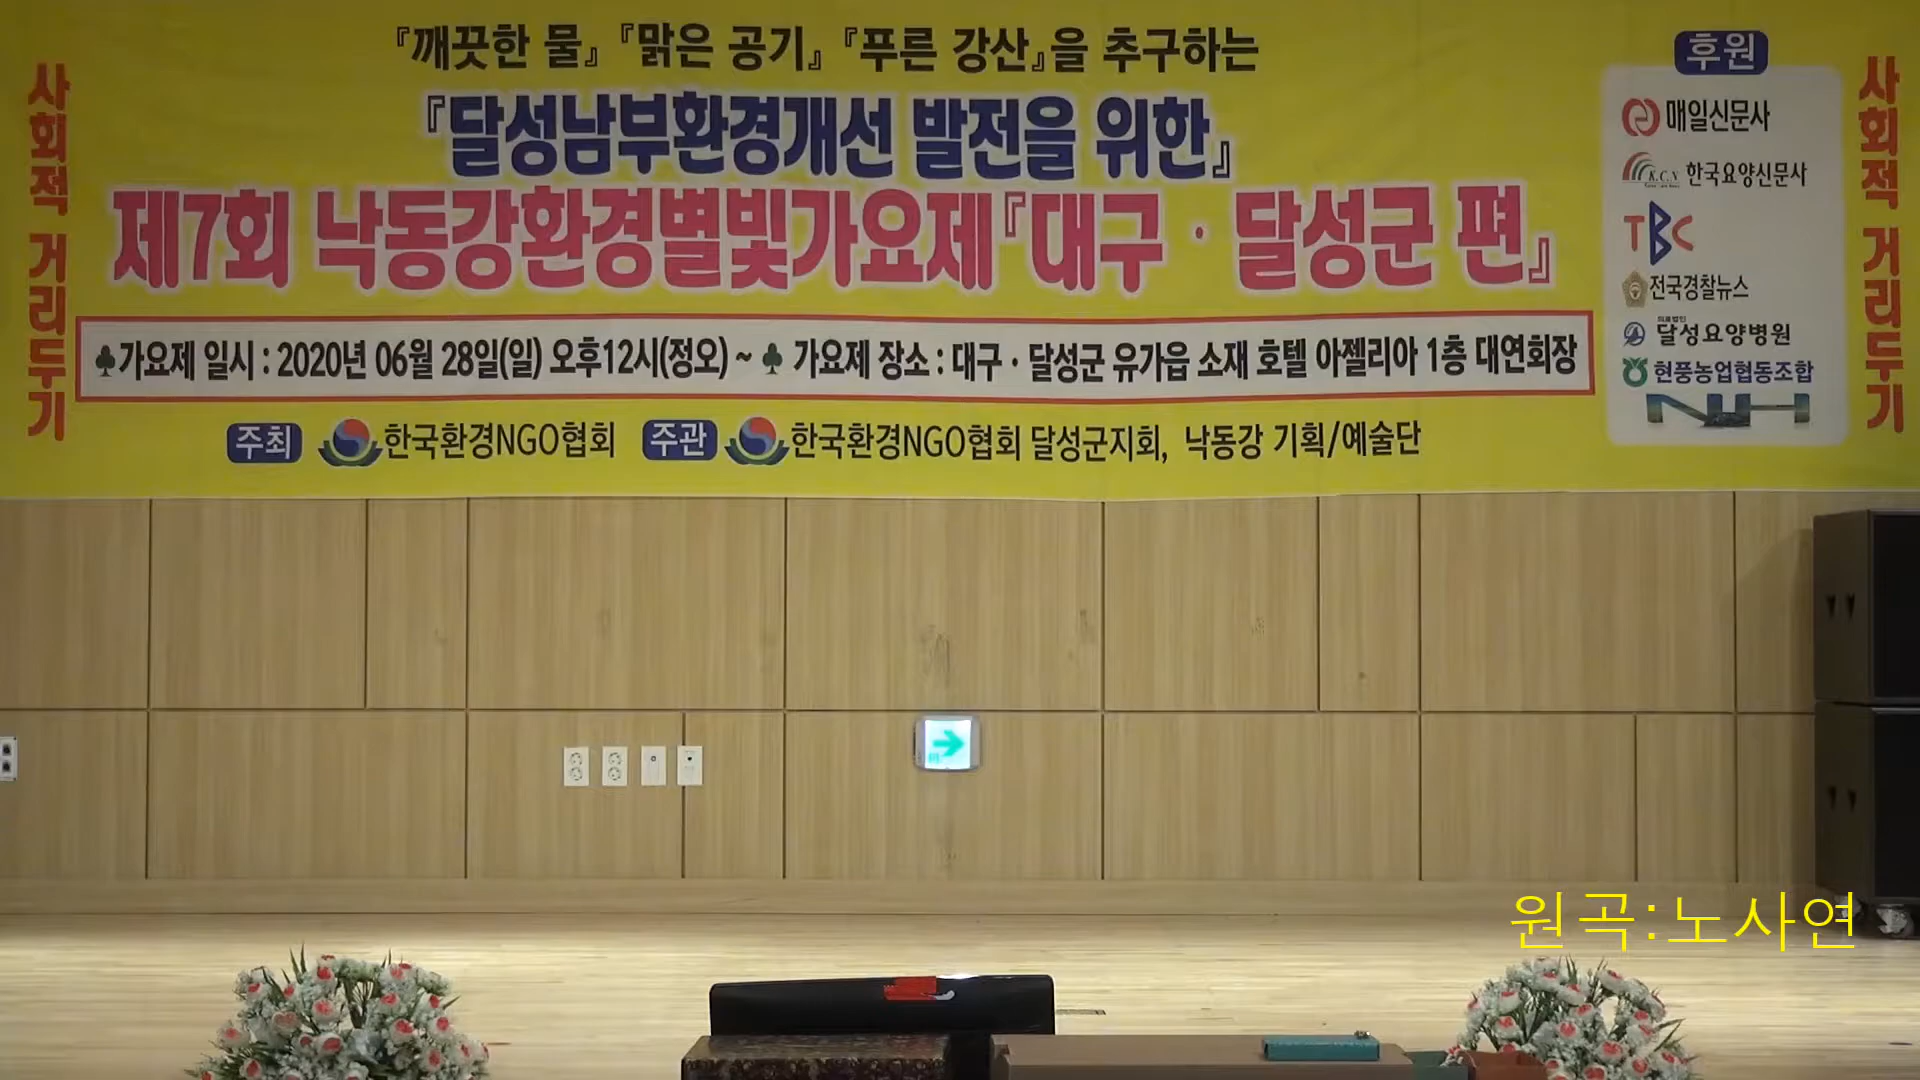 『깨끗한 물』『맑은 공기』『푸른 강산』을 추구하는
『달성남부환경개선 발전을 위한』
제7회 낙동강환경별빛가요제『대구·달성군 편』
♣가요제 일시 : 2020년 06월 28일(일) 오후12시(정오) ~ ♣ 가요제 장소 : 대구·달성군 유가읍 소재 호텔 아젤리아 1층 대연회장
주최 한국환경NGO협회 주관 한국환경NGO협회 달성군지회, 낙동강 기획/예술단
사회적 거리두기
후원
매일신문사
K.C.N 한국요양신문사
TBC
전국경찰뉴스
의료법인
달성요양병원
현풍농업협동조합
NH
사회적 거리두기
원곡:노사연